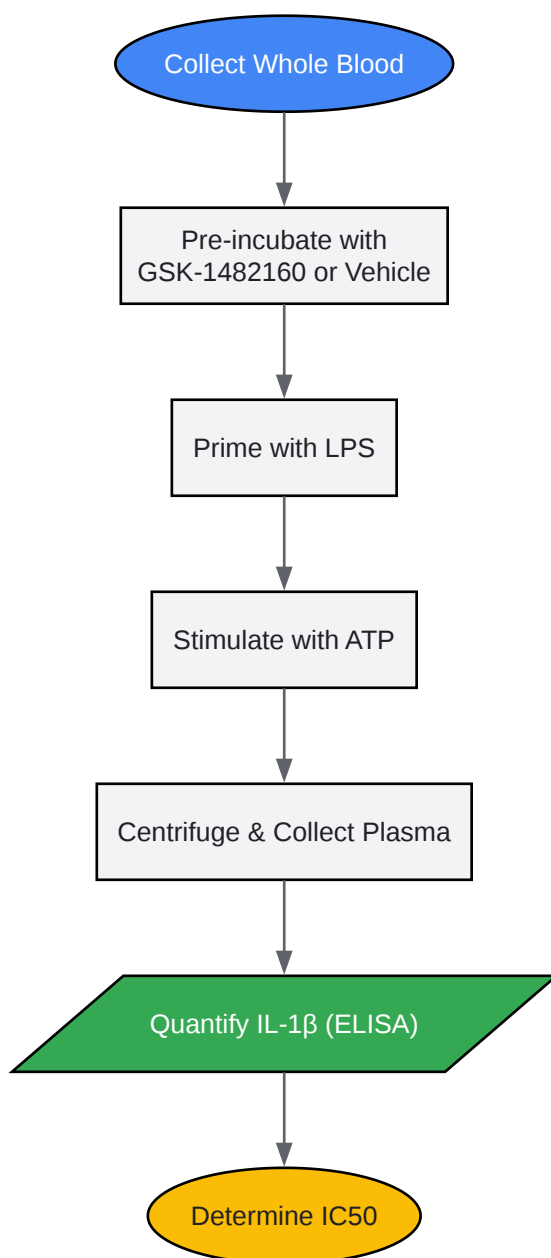 Collect Whole Blood
Pre-incubate with
GSK-1482160 or Vehicle
Prime with LPS
Stimulate with ATP
Centrifuge & Collect Plasma
Quantify IL-1β (ELISA)
Determine IC50